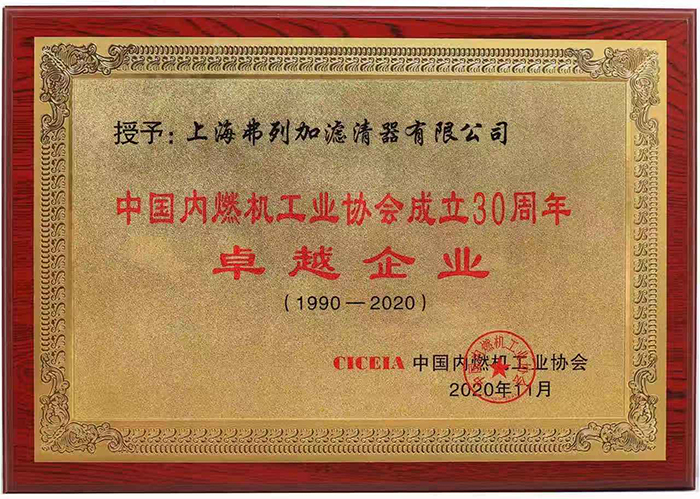 授予：上海弗列加滤清器有限公司
中国内燃机工业协会成立30周年
卓越企业
（1990—2020）
CICEIA 中国内燃机工业协会
2020年11月